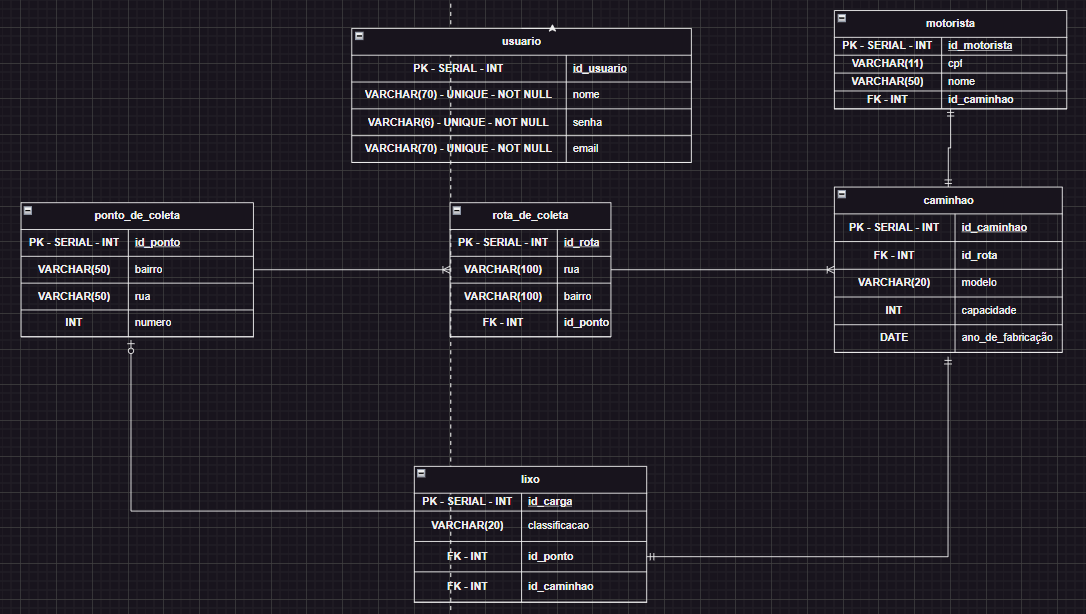 usuario
PK - SERIAL - INT id_usuario
VARCHAR(70) - UNIQUE - NOT NULL nome
VARCHAR(6) - UNIQUE - NOT NULL senha
VARCHAR(70) - UNIQUE - NOT NULL email
motorista
PK - SERIAL - INT id_motorista
VARCHAR(11) cpf
VARCHAR(50) nome
FK - INT id_caminhao
ponto_de_coleta
PK - SERIAL - INT id_ponto
VARCHAR(50) bairro
VARCHAR(50) rua
INT numero
rota_de_coleta
PK - SERIAL - INT id_rota
VARCHAR(100) rua
VARCHAR(100) bairro
FK - INT id_ponto
caminhao
PK - SERIAL - INT id_caminhao
FK - INT id_rota
VARCHAR(20) modelo
INT capacidade
DATE ano_de_fabricação
lixo
PK - SERIAL - INT id_carga
VARCHAR(20) classificacao
FK - INT id_ponto
FK - INT id_caminhao